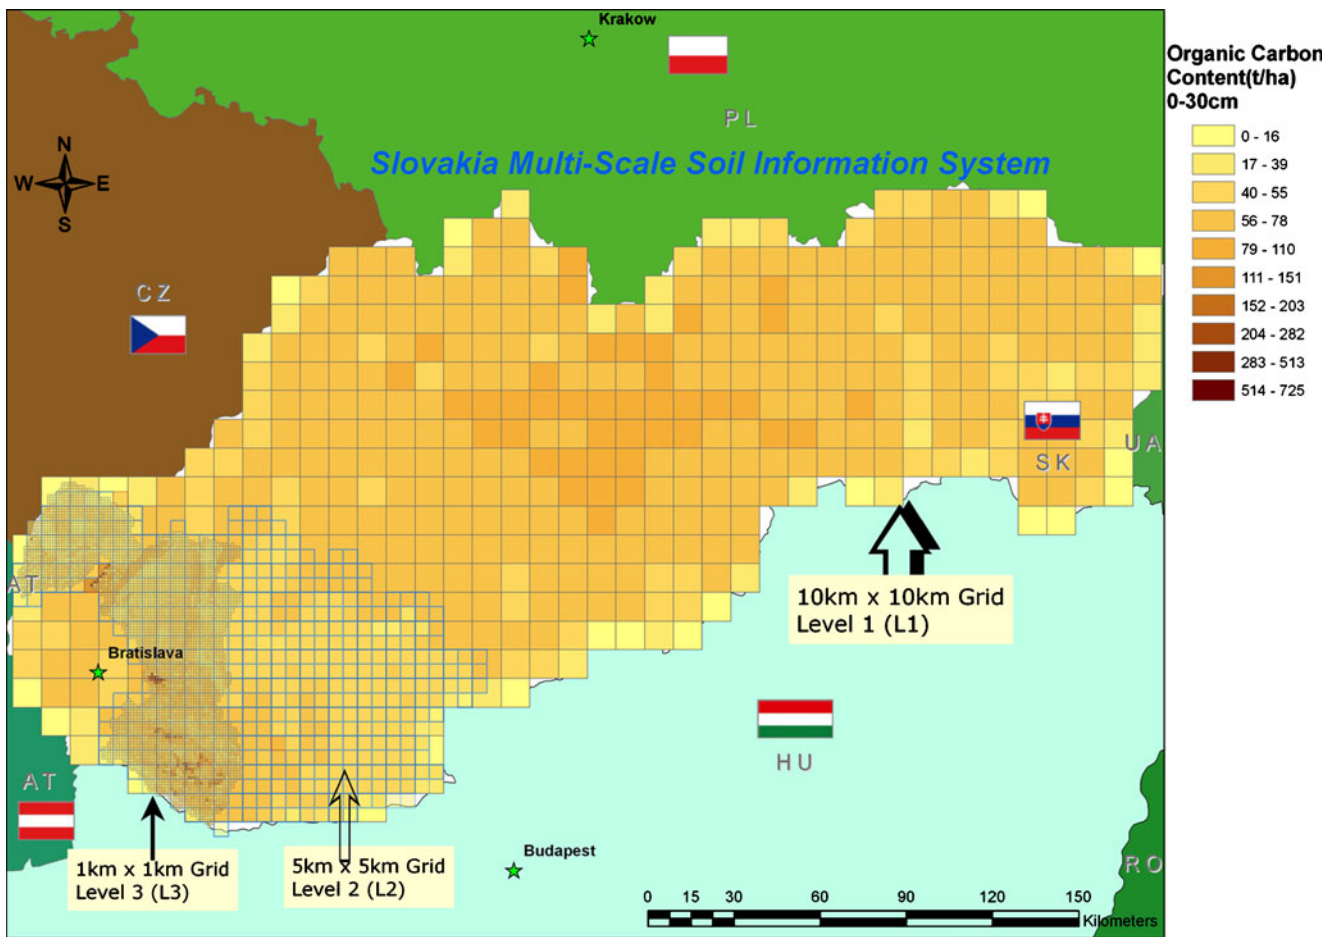 Krakow
Organic Carbon
Content(t/ha)
0-30cm
0 - 16
17 - 39
40 - 55
56 - 78
79 - 110
111 - 151
152 - 203
204 - 282
283 - 513
514 - 725
PL
Slovakia Multi-Scale Soil Information System
N
W E
S
CZ
UA
SK
AT
10km x 10km Grid
Level 1 (L1)
Bratislava
HU
AT
1km x 1km Grid
Level 3 (L3)
5km x 5km Grid
Level 2 (L2)
Budapest
RO
0 15 30 60 90 120 150
Kilometers